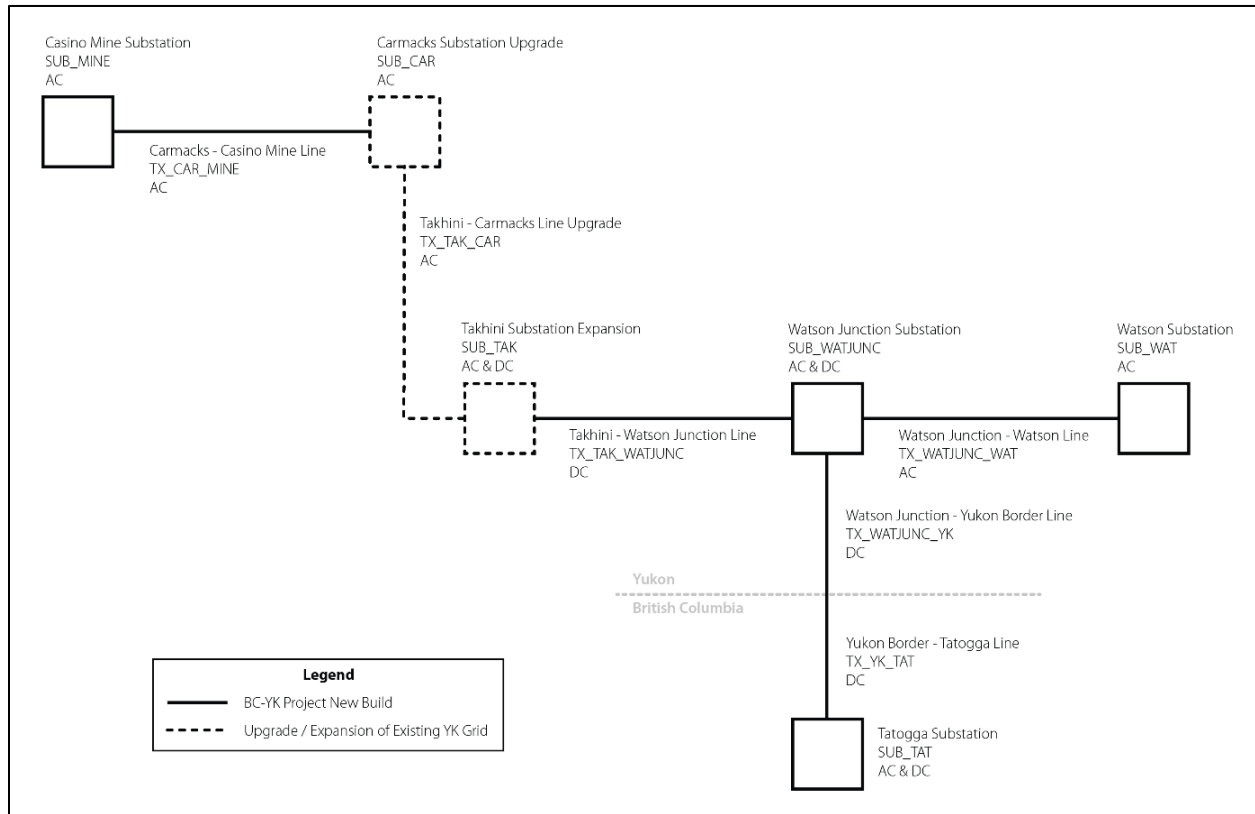 Casino Mine Substation
SUB_MINE
AC
Carmacks Substation Upgrade
SUB_CAR
AC
Carmacks - Casino Mine Line
TX_CAR_MINE
AC
Takhini - Carmacks Line Upgrade
TX_TAK_CAR
AC
Takhini Substation Expansion
SUB_TAK
AC & DC
Watson Junction Substation
SUB_WATJUNC
AC & DC
Watson Substation
SUB_WAT
AC
Takhini - Watson Junction Line
TX_TAK_WATJUNC
DC
Watson Junction - Watson Line
TX_WATJUNC_WAT
AC
Watson Junction - Yukon Border Line
TX_WATJUNC_YK
DC
Yukon
British Columbia
Yukon Border - Tatogga Line
TX_YK_TAT
DC
Tatogga Substation
SUB_TAT
AC & DC
Legend
BC-YK Project New Build
Upgrade / Expansion of Existing YK Grid